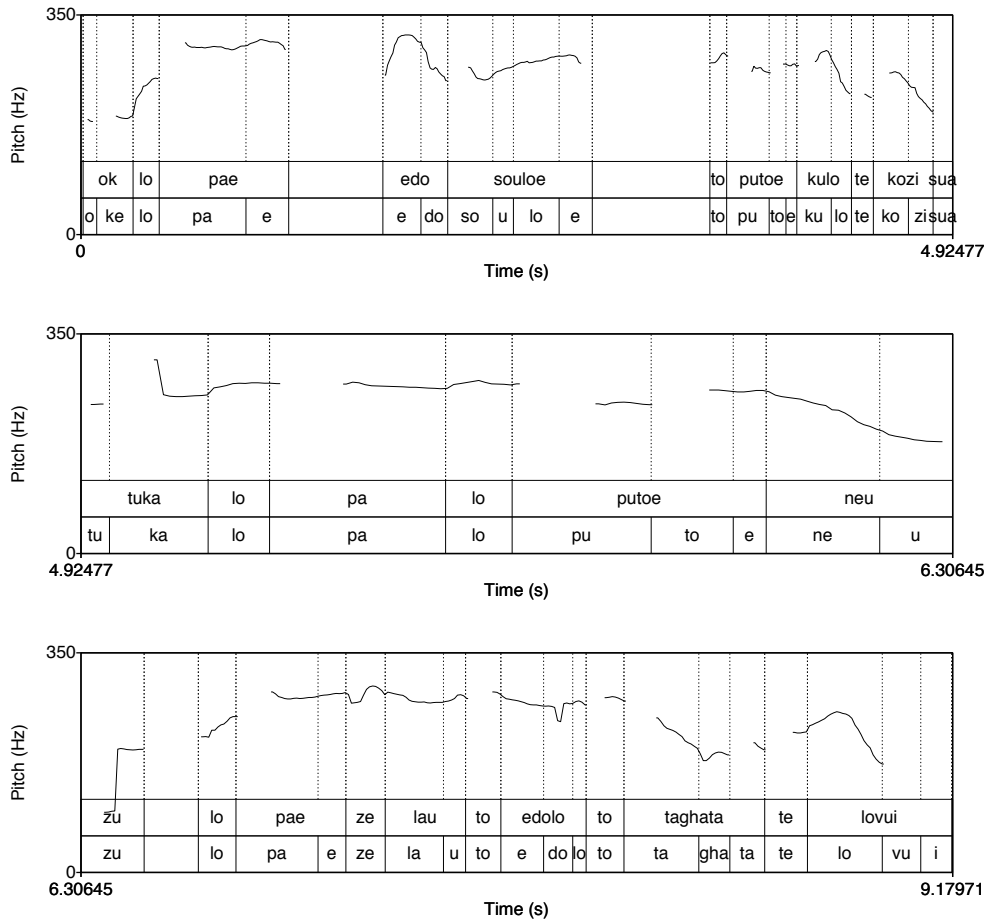 350
Pitch (Hz)
ok lo pae edo souloe to putoe kulo te kozi sua
o ke lo pa e e do so u lo e to pu to e ku lo te ko zi sua
0
0 4.92477
Time (s)
350
Pitch (Hz)
tuka lo pa lo putoe neu
tu ka lo pa lo pu to e ne u
0
4.92477 6.30645
Time (s)
350
Pitch (Hz)
zu lo pae ze lau to edolo to taghata te lovui
zu lo pa e ze la u to e do lo to ta gha ta te lo vu i
0
6.30645 9.17971
Time (s)